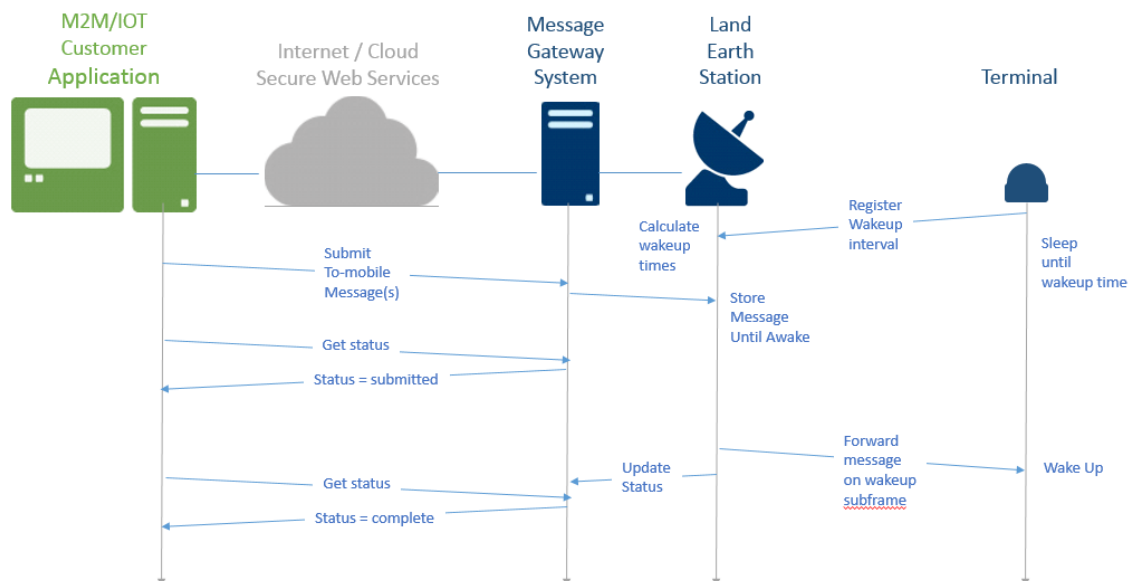 M2M/IOT
Customer
Application
Internet / Cloud
Secure Web Services
Message
Gateway
System
Land
Earth
Station
Terminal
Register
Wakeup
interval
Calculate
wakeup
times
Sleep
until
wakeup time
Submit
To-mobile
Message(s)
Store
Message
Until Awake
Get status
Status = submitted
Forward
message
on wakeup
subframe
Wake Up
Update
Status
Get status
Status = complete